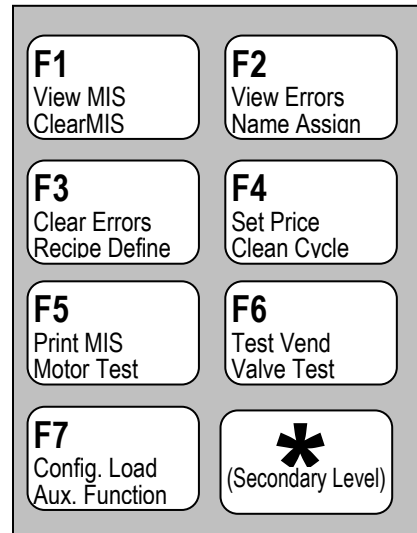 F1
View MIS
ClearMIS
F2
View Errors
Name Assign
F3
Clear Errors
Recipe Define
F4
Set Price
Clean Cycle
F5
Print MIS
Motor Test
F6
Test Vend
Valve Test
F7
Config. Load
Aux. Function
*
(Secondary Level)